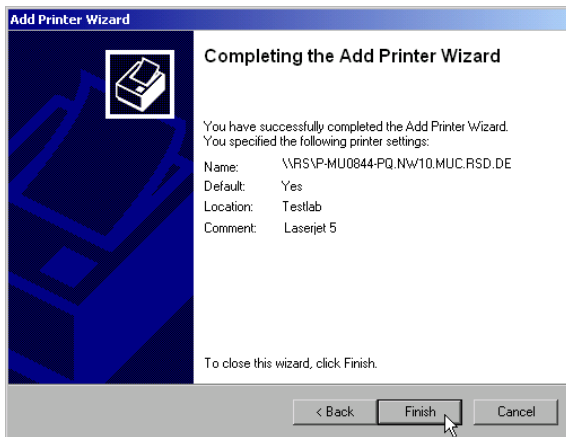 Add Printer Wizard
Completing the Add Printer Wizard
You have successfully completed the Add Printer Wizard.
You specified the following printer settings:
Name: \\RS\P-MU0844-PQ.NW10.MUC.RSD.DE
Default: Yes
Location: Testlab
Comment: Laserjet 5
To close this wizard, click Finish.
< Back Finish Cancel